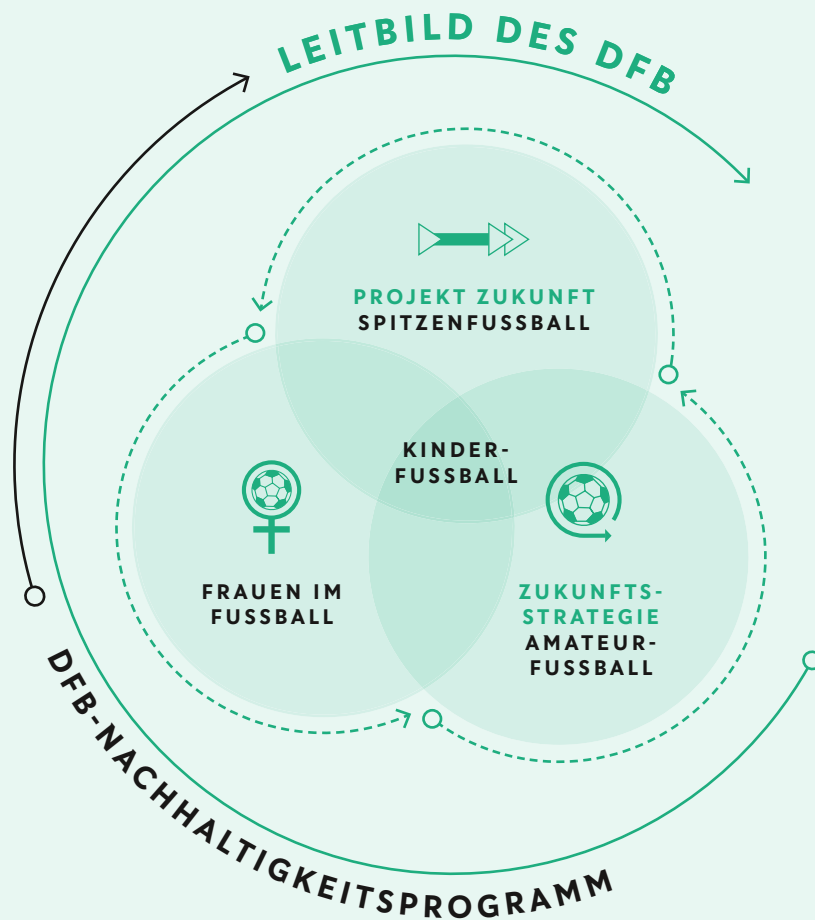 LEITBILD DES DFB
PROJEKT ZUKUNFT
SPITZENFUSSBALL
KINDER-
FUSSBALL
FRAUEN IM
FUSSBALL
ZUKUNFTS-
STRATEGIE
AMATEUR-
FUSSBALL
DFB-NACHHALTIGKEITSPROGRAMM